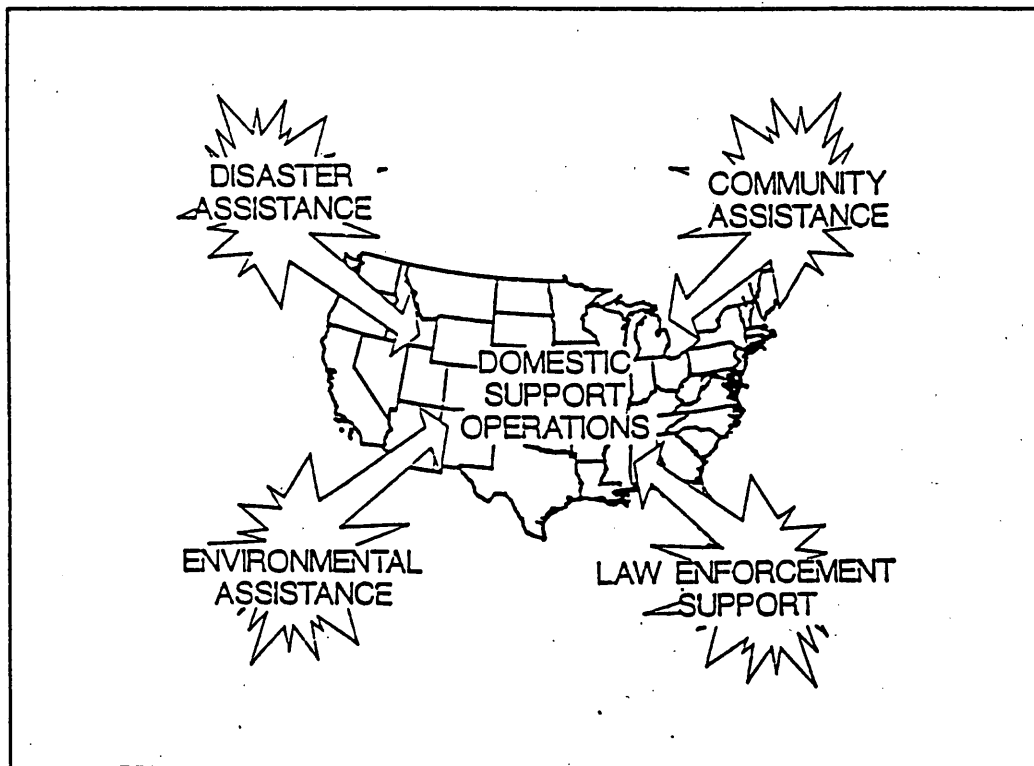 DISASTER
ASSISTANCE
COMMUNITY
ASSISTANCE
DOMESTIC
SUPPORT
OPERATIONS
ENVIRONMENTAL
ASSISTANCE
LAW ENFORCEMENT
SUPPORT